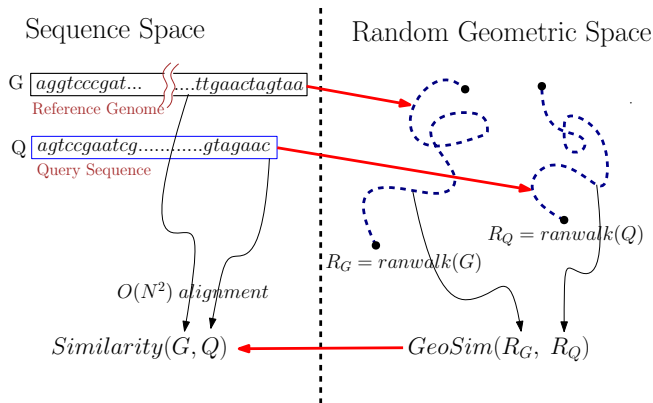 Sequence Space
Random Geometric Space
G aggtcccgat... ....ttgaactagtaa
Reference Genome
Q agtccgaatcg............gtagaac
Query Sequence
R_Q = ranwalk(Q)
R_G = ranwalk(G)
O(N²) alignment
Similarity(G, Q)
GeoSim(R_G, R_Q)